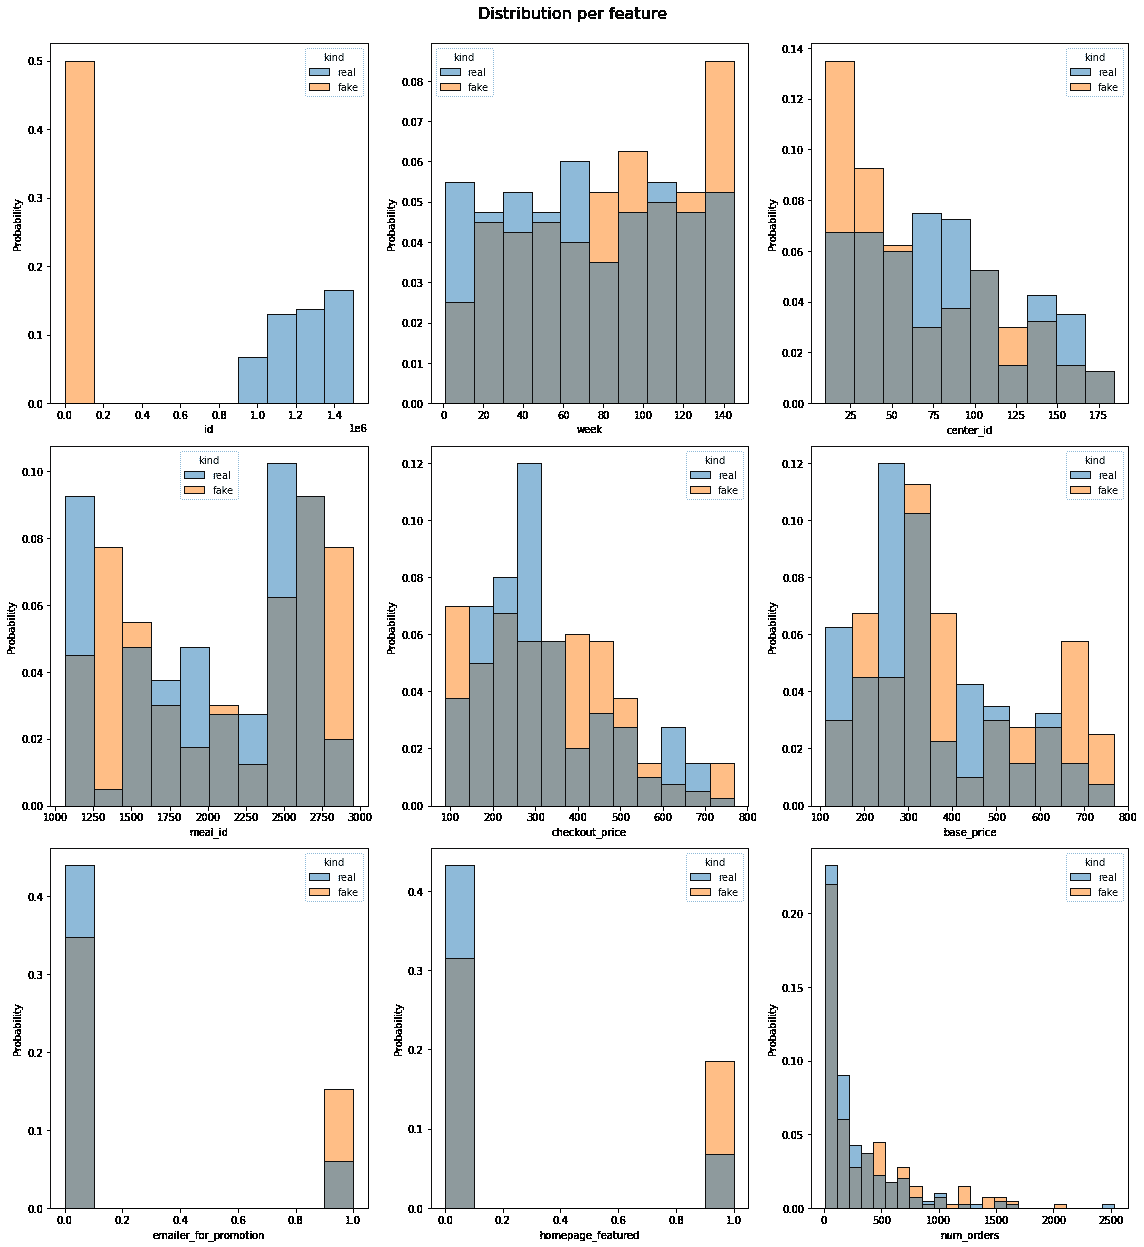 Distribution per feature
kind
real
fake
Probability
0.5
0.4
0.3
0.2
0.1
0.0
0.0 0.2 0.4 0.6 0.8 1.0 1.2 1.4
1e6
id
kind
real
fake
Probability
0.08
0.07
0.06
0.05
0.04
0.03
0.02
0.01
0.00
0 20 40 60 80 100 120 140
week
kind
real
fake
Probability
0.14
0.12
0.10
0.08
0.06
0.04
0.02
0.00
25 50 75 100 125 150 175
center_id
kind
real
fake
Probability
0.10
0.08
0.06
0.04
0.02
0.00
1000 1250 1500 1750 2000 2250 2500 2750 3000
meal_id
kind
real
fake
Probability
0.12
0.10
0.08
0.06
0.04
0.02
0.00
100 200 300 400 500 600 700 800
checkout_price
kind
real
fake
Probability
0.12
0.10
0.08
0.06
0.04
0.02
0.00
100 200 300 400 500 600 700 800
base_price
kind
real
fake
Probability
0.4
0.3
0.2
0.1
0.0
0.0 0.2 0.4 0.6 0.8 1.0
emailer_for_promotion
kind
real
fake
Probability
0.4
0.3
0.2
0.1
0.0
0.0 0.2 0.4 0.6 0.8 1.0
homepage_featured
kind
real
fake
Probability
0.20
0.15
0.10
0.05
0.00
0 500 1000 1500 2000 2500
num_orders